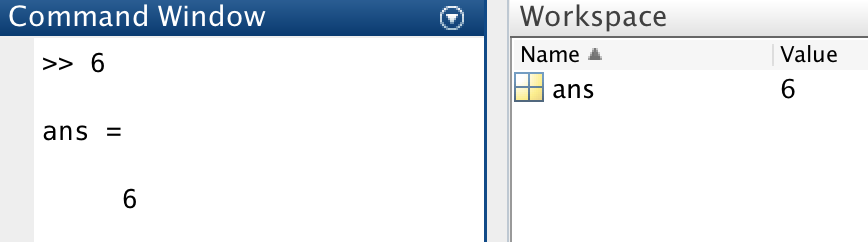 Command Window
>> 6
ans =
6
Workspace
Name Value
ans 6